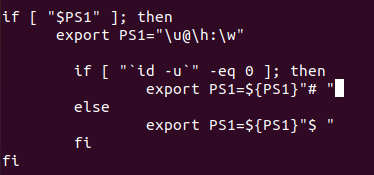 if [ "$PS1" ]; then
      export PS1="\u@\h:\w"

        if [ "`id -u`" -eq 0 ]; then
                export PS1=${PS1}"# "
        else
                export PS1=${PS1}"$ "
        fi
fi